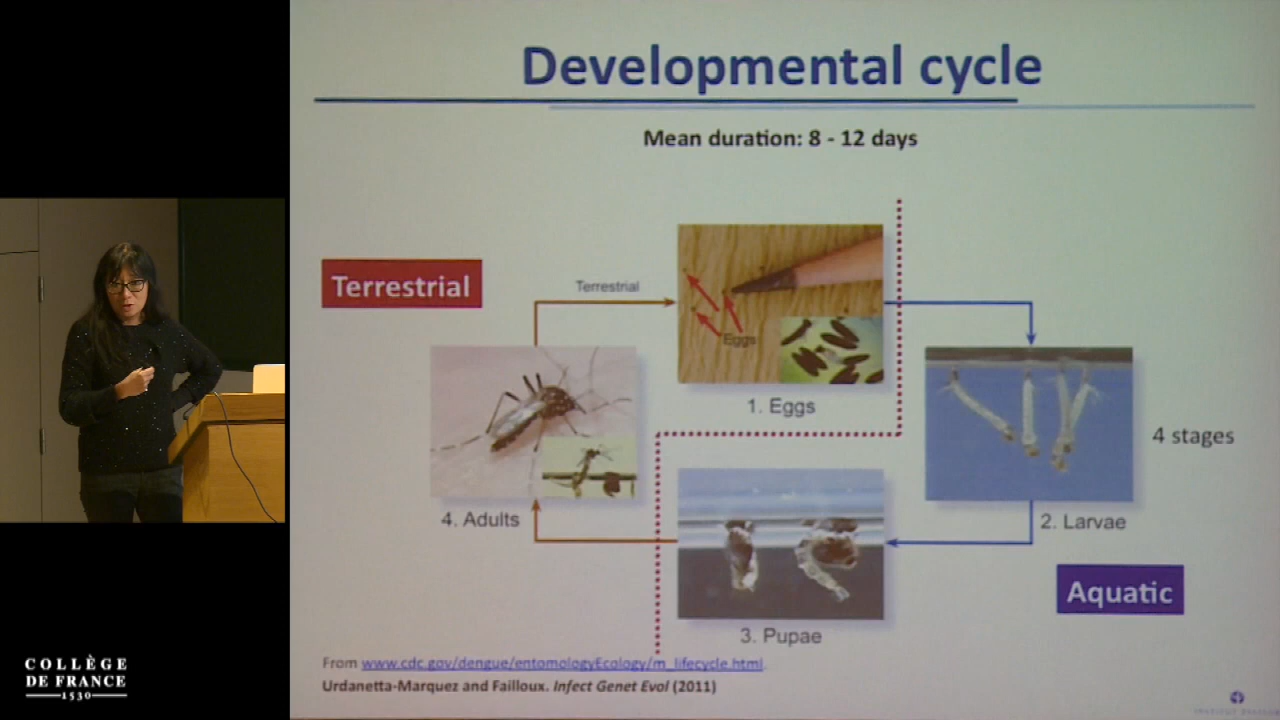 Developmental cycle
Mean duration: 8 - 12 days
Terrestrial
Terrestrial
Eggs
1. Eggs
4 stages
4. Adults
2. Larvae
Aquatic
3. Pupae
From www.cdc.gov/dengue/entomologyEcology/m_lifecycle.html.
Urdanetta-Marquez and Failloux. Infect Genet Evol (2011)
COLLÈGE
DE FRANCE
1530